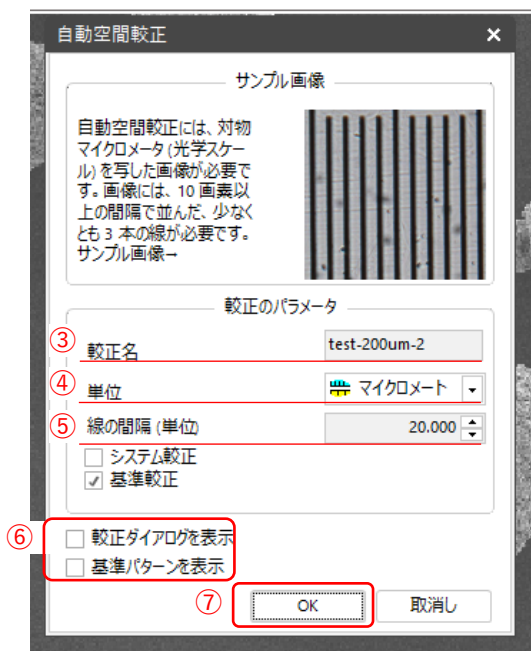 自動空間較正
サンプル画像
自動空間較正には、対物
マイクロメータ (光学スケー
ル) を写した画像が必要で
す。画像には、10 画素以
上の間隔で並んだ、少なく
とも 3 本の線が必要です。
サンプル画像→
較正のパラメータ
③ 較正名 test-200um-2
④ 単位 マイクロメート
⑤ 線の間隔 (単位) 20.000
システム較正
基準較正
⑥ 較正ダイアログを表示
基準パターンを表示
⑦ OK 取消し